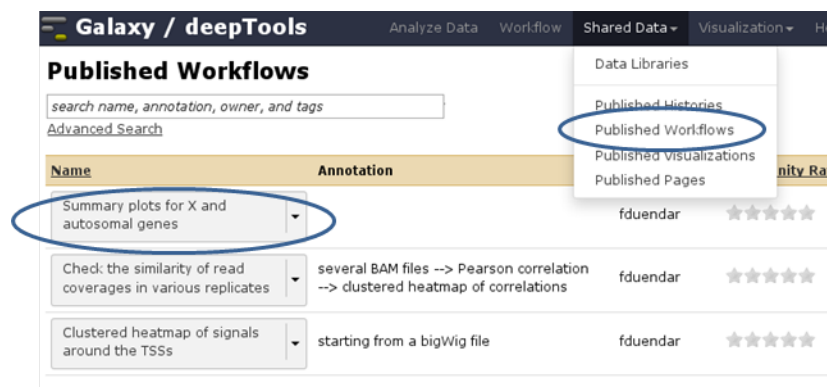 Galaxy / deepTools
Analyze Data Workflow Shared Data Visualization
Published Workflows
search name, annotation, owner, and tags
Advanced Search
Data Libraries
Published Histories
Published Workflows
Published Visualizations
Published Pages
Name Annotation
Summary plots for X and
autosomal genes
fduendar
Check the similarity of read
coverages in various replicates
several BAM files --> Pearson correlation
--> clustered heatmap of correlations
fduendar
Clustered heatmap of signals
around the TSSs
starting from a bigWig file
fduendar